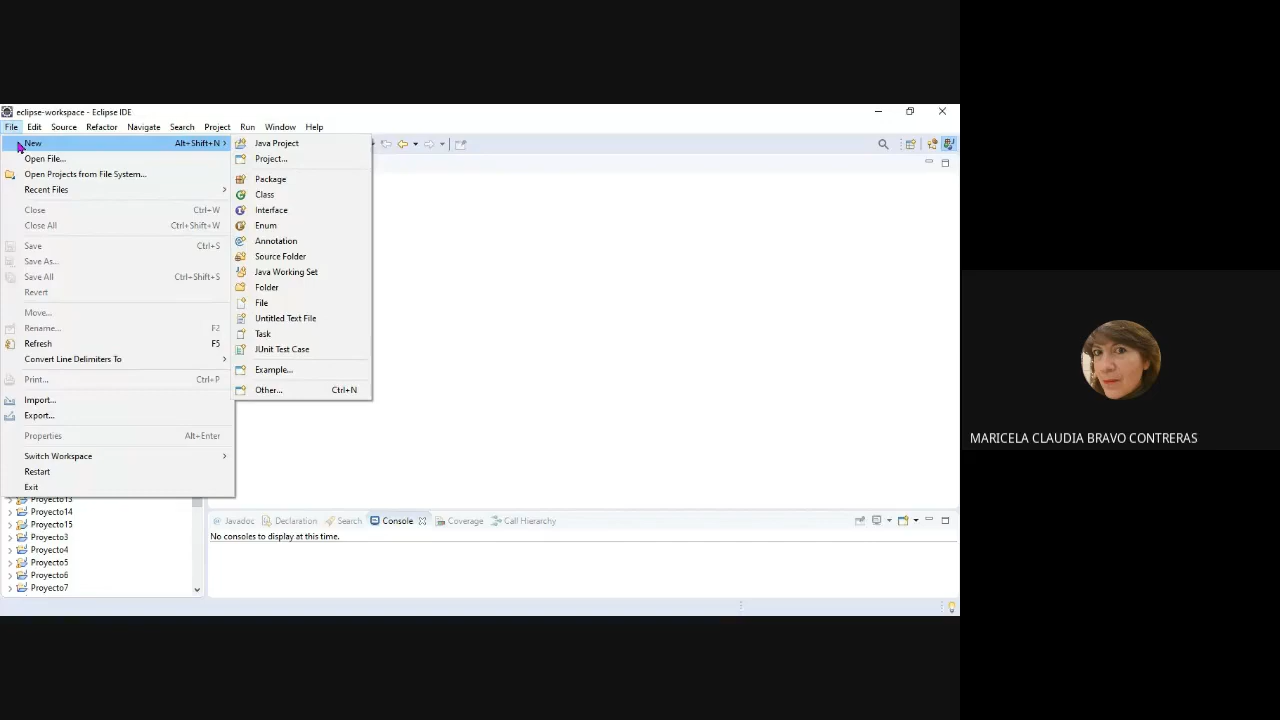 eclipse-workspace - Eclipse IDE
File Edit Source Refactor Navigate Search Project Run Window Help
New Alt+Shift+N
Open File...
Open Projects from File System...
Recent Files
Close Ctrl+W
Close All Ctrl+Shift+W
Save Ctrl+S
Save As...
Save All Ctrl+Shift+S
Revert
Move...
Rename... F2
Refresh F5
Convert Line Delimiters To
Print... Ctrl+P
Import...
Export...
Properties Alt+Enter
Switch Workspace
Restart
Exit
Java Project
Project...
Package
Class
Interface
Enum
Annotation
Source Folder
Java Working Set
Folder
File
Untitled Text File
Task
JUnit Test Case
Example...
Other... Ctrl+N
Proyecto13
Proyecto14
Proyecto15
Proyecto3
Proyecto4
Proyecto5
Proyecto6
Proyecto7
@ Javadoc Declaration Search Console Coverage Call Hierarchy
No consoles to display at this time.
MARICELA CLAUDIA BRAVO CONTRERAS